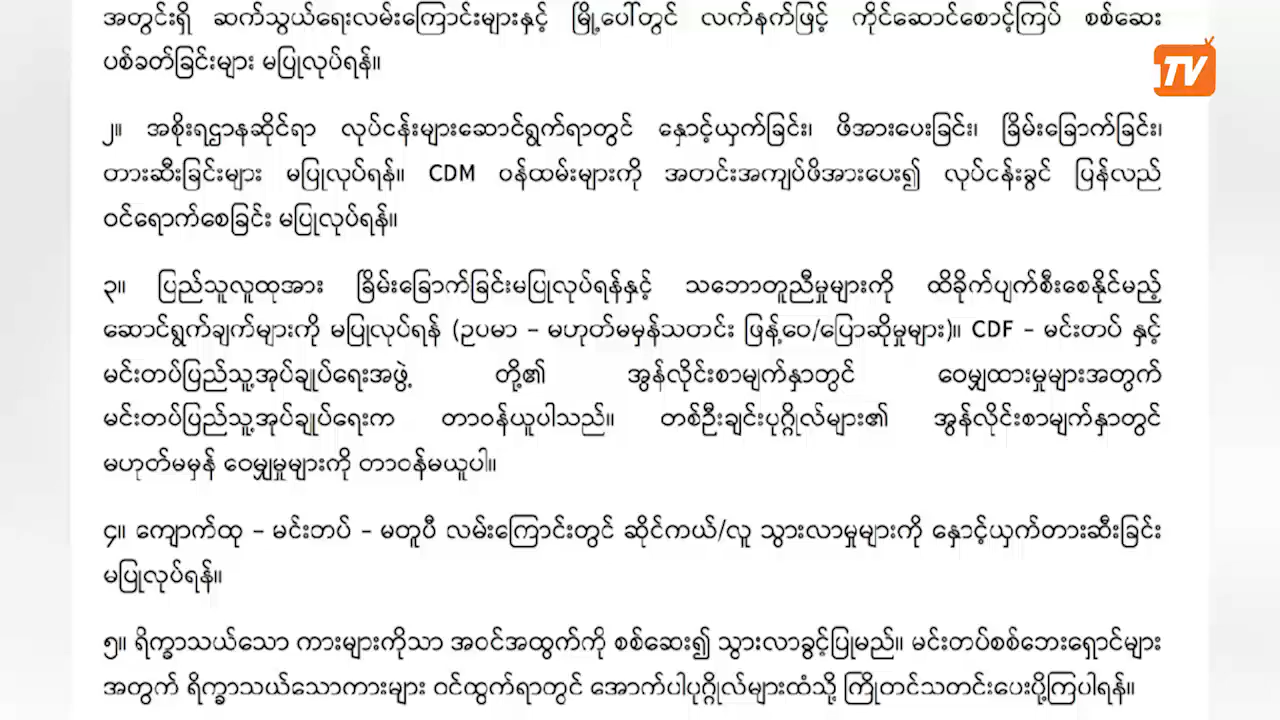 အတွင်းရှိ ဆက်သွယ်ရေးလမ်းကြောင်းများနှင့် မြို့ပေါ်တွင် လက်နက်ဖြင့် ကိုင်ဆောင်စောင့်ကြပ် စစ်ဆေး
ပစ်ခတ်ခြင်းများ မပြုလုပ်ရန်။
TV
၂။ အစိုးရဌာနဆိုင်ရာ လုပ်ငန်းများဆောင်ရွက်ရာတွင် နှောင့်ယှက်ခြင်း၊ ဖိအားပေးခြင်း၊ ခြိမ်းခြောက်ခြင်း၊
တားဆီးခြင်းများ မပြုလုပ်ရန်။ CDM ဝန်ထမ်းများကို အတင်းအကျပ်ဖိအားပေး၍ လုပ်ငန်းခွင် ပြန်လည်
ဝင်ရောက်စေခြင်း မပြုလုပ်ရန်။
၃။ ပြည်သူလူထုအား ခြိမ်းခြောက်ခြင်းမပြုလုပ်ရန်နှင့် သဘောတူညီမှုများကို ထိခိုက်ပျက်စီးစေနိုင်မည့်
ဆောင်ရွက်ချက်များကို မပြုလုပ်ရန် (ဥပမာ – မဟုတ်မမှန်သတင်း ဖြန့်ဝေ/ပြောဆိုမှုများ)။ CDF – မင်းတပ် နှင့်
မင်းတပ်ပြည်သူ့အုပ်ချုပ်ရေးအဖွဲ့ တို့၏ အွန်လိုင်းစာမျက်နှာတွင် ဝေမျှထားမှုများအတွက်
မင်းတပ်ပြည်သူ့အုပ်ချုပ်ရေးက တာဝန်ယူပါသည်။ တစ်ဦးချင်းပုဂ္ဂိုလ်များ၏ အွန်လိုင်းစာမျက်နှာတွင်
မဟုတ်မမှန် ဝေမျှမှုများကို တာဝန်မယူပါ။
၄။ ကျောက်ထု – မင်းဘပ် – မတူပီ လမ်းကြောင်းတွင် ဆိုင်ကယ်/လူ သွားလာမှုများကို နှောင့်ယှက်တားဆီးခြင်း
မပြုလုပ်ရန်။
၅။ ရိက္ခာသယ်သော ကားများကိုသာ အဝင်အထွက်ကို စစ်ဆေး၍ သွားလာခွင့်ပြုမည်။ မင်းတပ်စစ်ဘေးရှောင်များ
အတွက် ရိက္ခာသယ်သောကားများ ဝင်ထွက်ရာတွင် အောက်ပါပုဂ္ဂိုလ်များထံသို့ ကြိုတင်သတင်းပေးပို့ကြပါရန်။